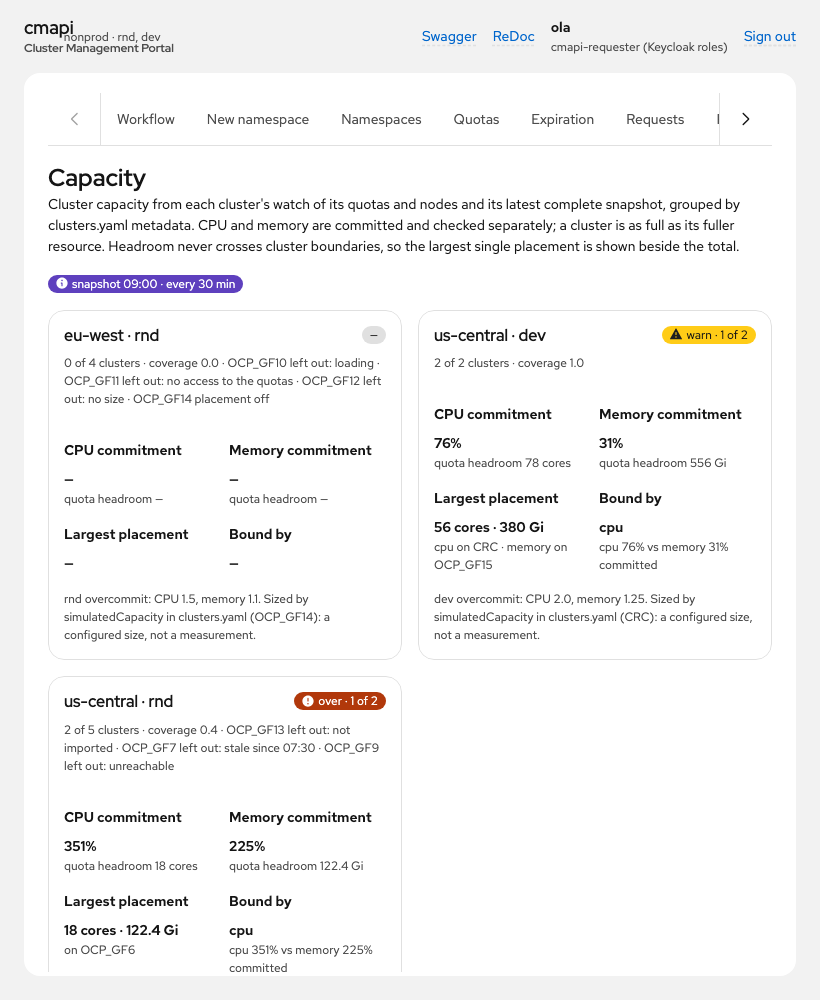 cmapi
nonprod · rnd, dev
Cluster Management Portal
Swagger
ReDoc
ola
cmapi-requester (Keycloak roles)
Sign out
Workflow
New namespace
Namespaces
Quotas
Expiration
Requests
Capacity
Cluster capacity from each cluster's watch of its quotas and nodes and its latest complete snapshot, grouped by
clusters.yaml metadata. CPU and memory are committed and checked separately; a cluster is as full as its fuller
resource. Headroom never crosses cluster boundaries, so the largest single placement is shown beside the total.
snapshot 09:00 · every 30 min
eu-west · rnd
–
0 of 4 clusters · coverage 0.0 · OCP_GF10 left out: loading ·
OCP_GF11 left out: no access to the quotas · OCP_GF12 left
out: no size · OCP_GF14 placement off
CPU commitment
Memory commitment
–
–
quota headroom –
quota headroom –
Largest placement
Bound by
–
–
rnd overcommit: CPU 1.5, memory 1.1. Sized by
simulatedCapacity in clusters.yaml (OCP_GF14): a
configured size, not a measurement.
us-central · dev
warn · 1 of 2
2 of 2 clusters · coverage 1.0
CPU commitment
Memory commitment
76%
31%
quota headroom 78 cores
quota headroom 556 Gi
Largest placement
Bound by
56 cores · 380 Gi
cpu
cpu on CRC · memory on
OCP_GF15
cpu 76% vs memory 31%
committed
dev overcommit: CPU 2.0, memory 1.25. Sized by
simulatedCapacity in clusters.yaml (CRC): a configured size,
not a measurement.
us-central · rnd
over · 1 of 2
2 of 5 clusters · coverage 0.4 · OCP_GF13 left out: not
imported · OCP_GF7 left out: stale since 07:30 · OCP_GF9
left out: unreachable
CPU commitment
Memory commitment
351%
225%
quota headroom 18 cores
quota headroom 122.4 Gi
Largest placement
Bound by
18 cores · 122.4 Gi
cpu
on OCP_GF6
cpu 351% vs memory 225%
committed